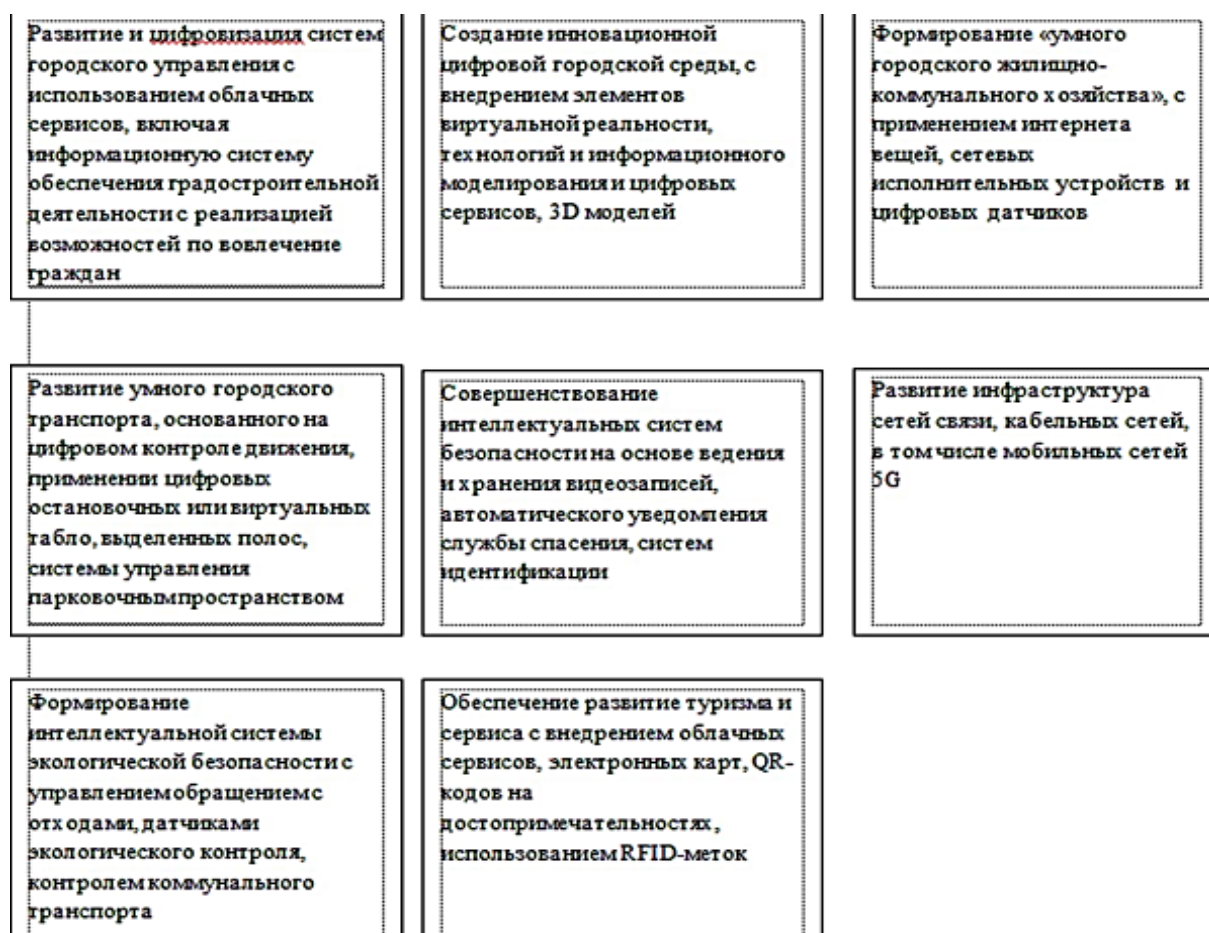 Развитие и цифровизация систем
городского управления с
использованием облачных
сервисов, включая
информационную систему
обеспечения градостроительной
деятельности с реализацией
возможностей по вовлечение
граждан
Создание инновационной
цифровой городской среды, с
внедрением элементов
виртуальной реальности,
технологий и информационного
моделирования и цифровых
сервисов, 3D моделей
Формирование «умного
городского жилищно-
коммунального хозяйства», с
применением интернета
вещей, сетевых
исполнительных устройств и
цифровых датчиков
Развитие умного городского
транспорта, основанного на
цифровом контроле движения,
применении цифровых
остановочных или виртуальных
табло, выделенных полос,
системы управления
парковочным пространством
Совершенствование
интеллектуальных систем
безопасности на основе ведения
и хранения видеозаписей,
автоматического уведомления
службы спасения, систем
идентификации
Развитие инфраструктура
сетей связи, кабельных сетей,
в том числе мобильных сетей
5G
Формирование
интеллектуальной системы
экологической безопасности с
управлением обращением с
отходами, датчиками
экологического контроля,
контролем коммунального
транспорта
Обеспечение развитие туризма и
сервиса с внедрением облачных
сервисов, электронных карт, QR-
кодов на
достопримечательностях,
использованием RFID-меток